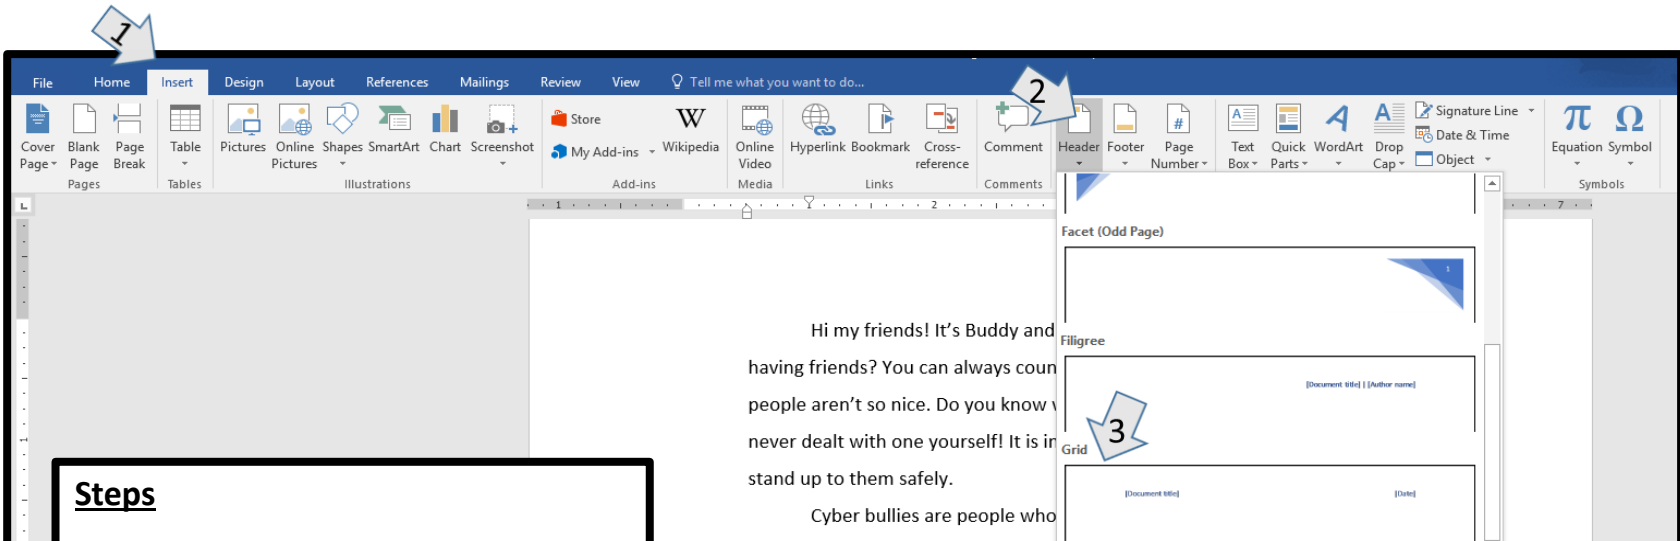 1
2
File Home Insert Design Layout References Mailings Review View Tell me what you want to do...
Cover Page Blank Page Page Break Table Pictures Online Pictures Shapes SmartArt Chart Screenshot Store My Add-ins Wikipedia Online Video Hyperlink Bookmark Cross-reference Comment Header Footer Page Number Text Box Quick Parts WordArt Drop Cap Signature Line Date & Time Object Equation Symbol
Pages Tables Illustrations Add-ins Media Links Comments Symbols
1 2 7
Facet (Odd Page)
1
Hi my friends! It's Buddy and
Filigree
having friends? You can always coun
[Document title] | [Author name]
people aren't so nice. Do you know
3
never dealt with one yourself! It is in
Grid
stand up to them safely.
Steps
[Document title] [Date]
Cyber bullies are people who
1